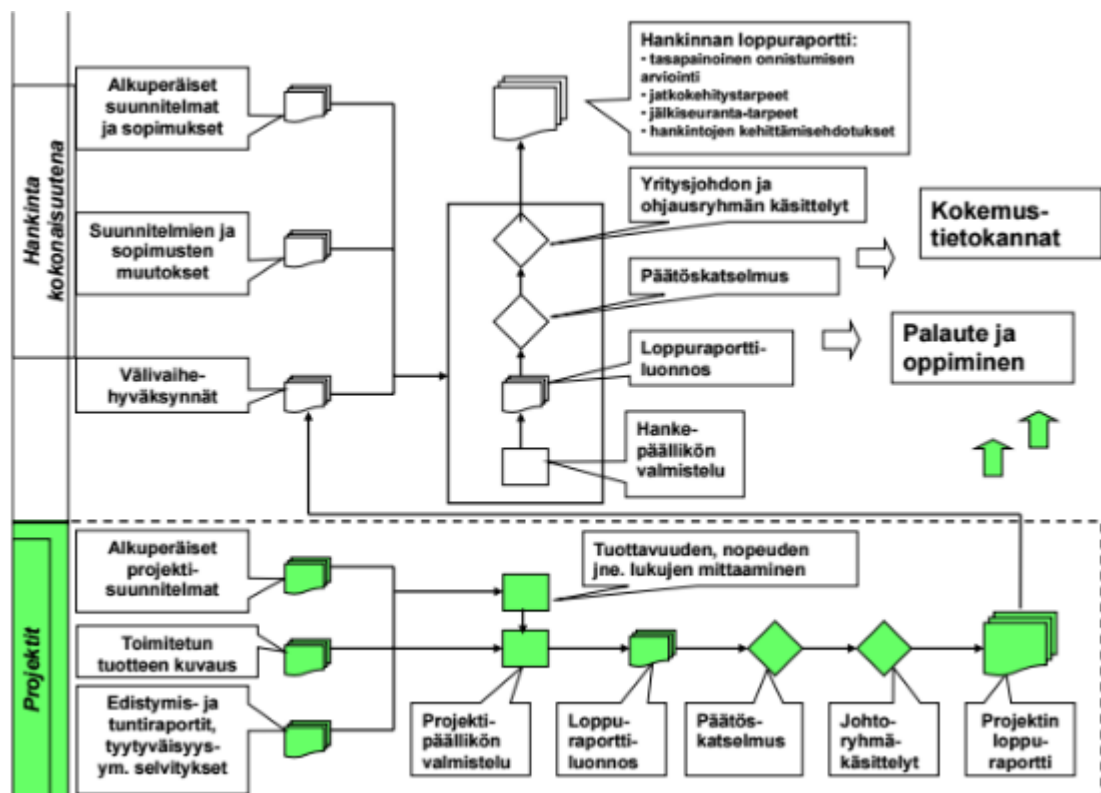 Hankinta
kokonaisuutena
Alkuperäiset
suunnitelmat
ja sopimukset
Suunnitelmien ja
sopimusten
muutokset
Välivaihe-
hyväksynnät
Hankinnan loppuraportti:
• tasapainoinen onnistumisen
arviointi
• jatkokehitystarpeet
• jälkiseuranta-tarpeet
• hankintojen kehittämisehdotukset
Yritysjohdon ja
ohjausryhmän käsittelyt
Päätöskatselmus
Loppuraportti-
luonnos
Hanke-
päällikön
valmistelu
Kokemus-
tietokannat
Palaute ja
oppiminen
Projektit
Alkuperäiset
projekti-
suunnitelmat
Toimitetun
tuotteen kuvaus
Edistymis- ja
tuntiraportit,
tyytyväisyys-
ym. selvitykset
Tuottavuuden, nopeuden
jne. lukujen mittaaminen
Projekti-
päällikön
valmistelu
Loppu-
raportti-
luonnos
Päätös-
katselmus
Johto-
ryhmä-
käsittelyt
Projektin
loppu-
raportti